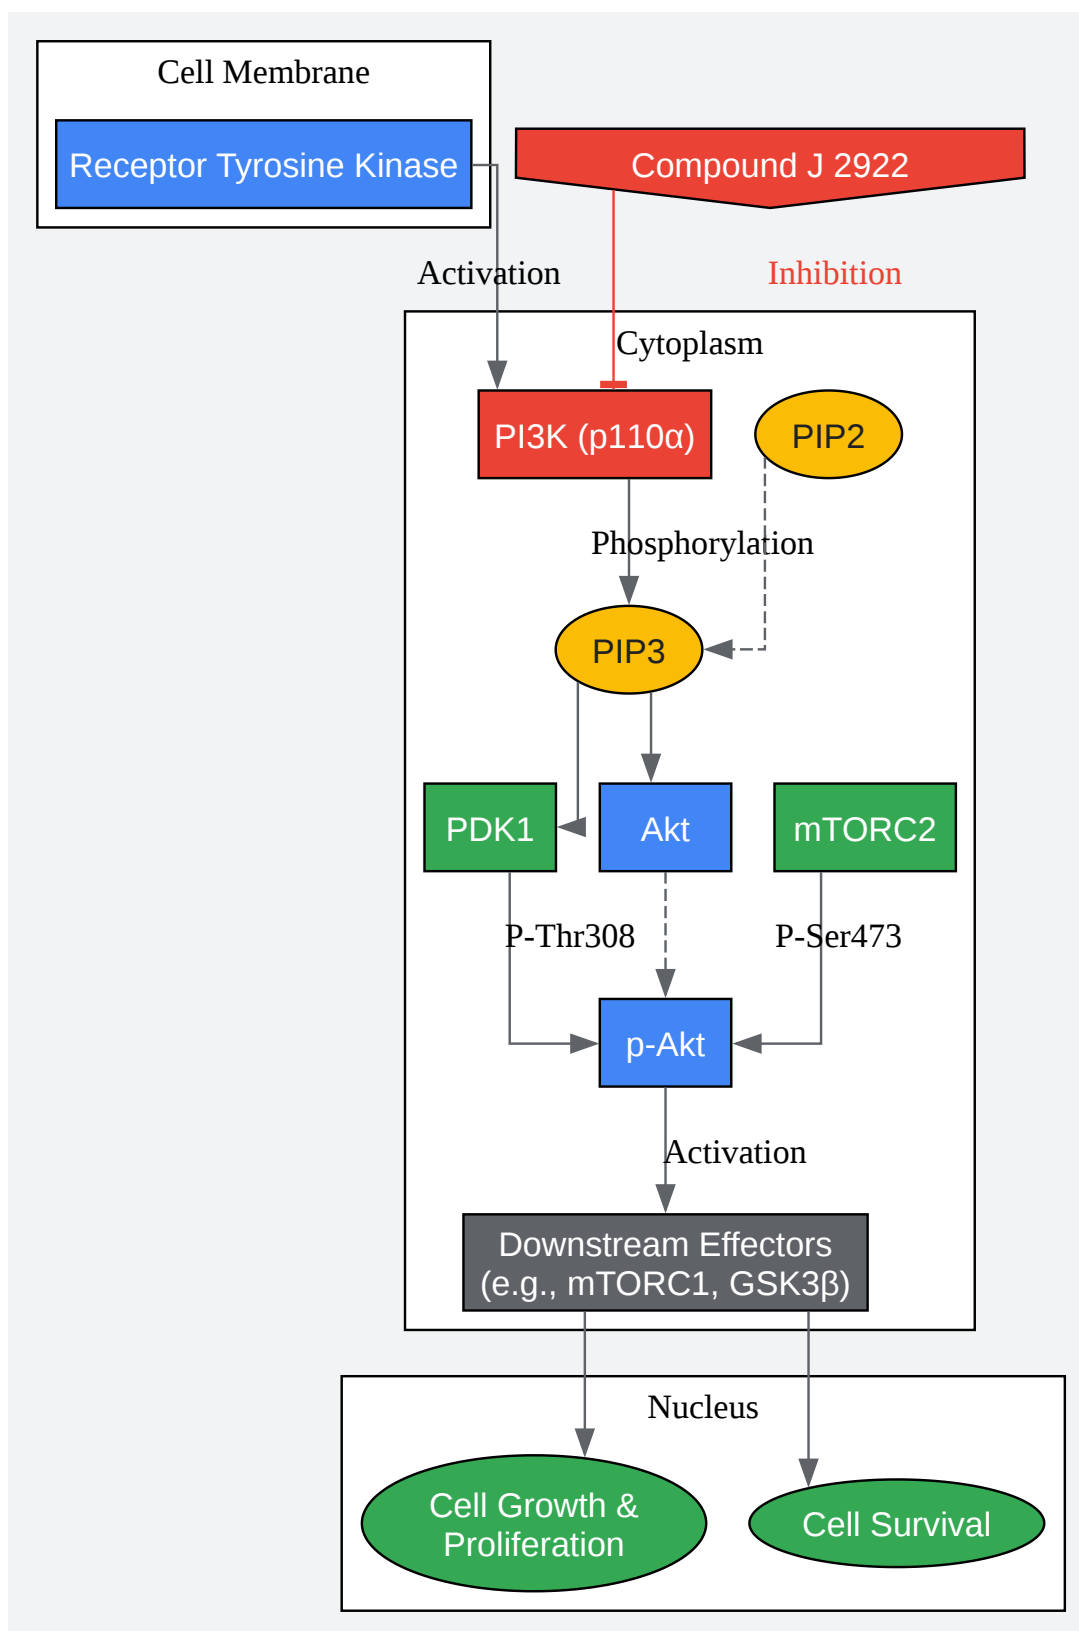 Cell Membrane
Receptor Tyrosine Kinase
Compound J 2922
Activation
Inhibition
Cytoplasm
PI3K (p110α)
PIP2
Phosphorylation
PIP3
PDK1
Akt
mTORC2
P-Thr308
P-Ser473
p-Akt
Activation
Downstream Effectors
(e.g., mTORC1, GSK3β)
Nucleus
Cell Growth &
Proliferation
Cell Survival